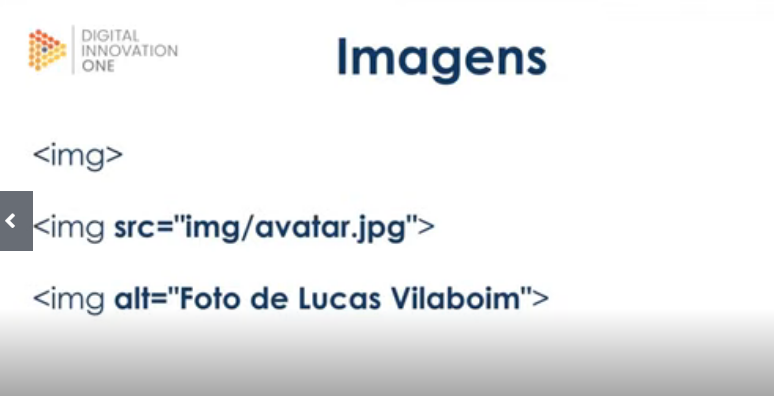 DIGITAL
INNOVATION
ONE
Imagens
<img>
<img src="img/avatar.jpg">
<img alt="Foto de Lucas Vilaboim">